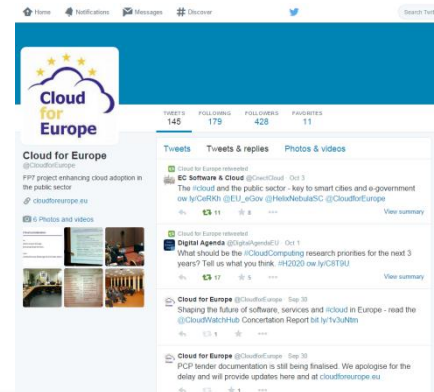 Home Notifications Messages Discover Search Twit
Cloud
for
Europe
TWEETS FOLLOWING FOLLOWERS FAVORITES
145 179 428 11
Cloud for Europe
@CloudforEurope
FP7 project enhancing cloud adoption in
the public sector
cloudforeurope.eu
6 Photos and videos
Tweets Tweets & replies Photos & videos
Cloud for Europe retweeted
EC Software & Cloud @CnectCloud · Oct 3
The #cloud and the public sector - key to smart cities and e-government
ow.ly/CeRKh @EU_eGov @HelixNebulaSC @CloudforEurope
11 8 View summary
Cloud for Europe retweeted
Digital Agenda @DigitalAgendaEU · Oct 1
What should be the #CloudComputing research priorities for the next 3
years? Tell us what you think. #H2020 ow.ly/C8T9U
17 5 View summary
Cloud for Europe @CloudforEurope · Sep 30
Shaping the future of software, services and #cloud in Europe - read the
@CloudWatchHub Concertation Report bit.ly/1v3uNtm
1
Cloud for Europe @CloudforEurope · Sep 30
PCP tender documentation is still being finalised. We apologise for the
delay and will provide updates here and at cloudforeurope.eu
1